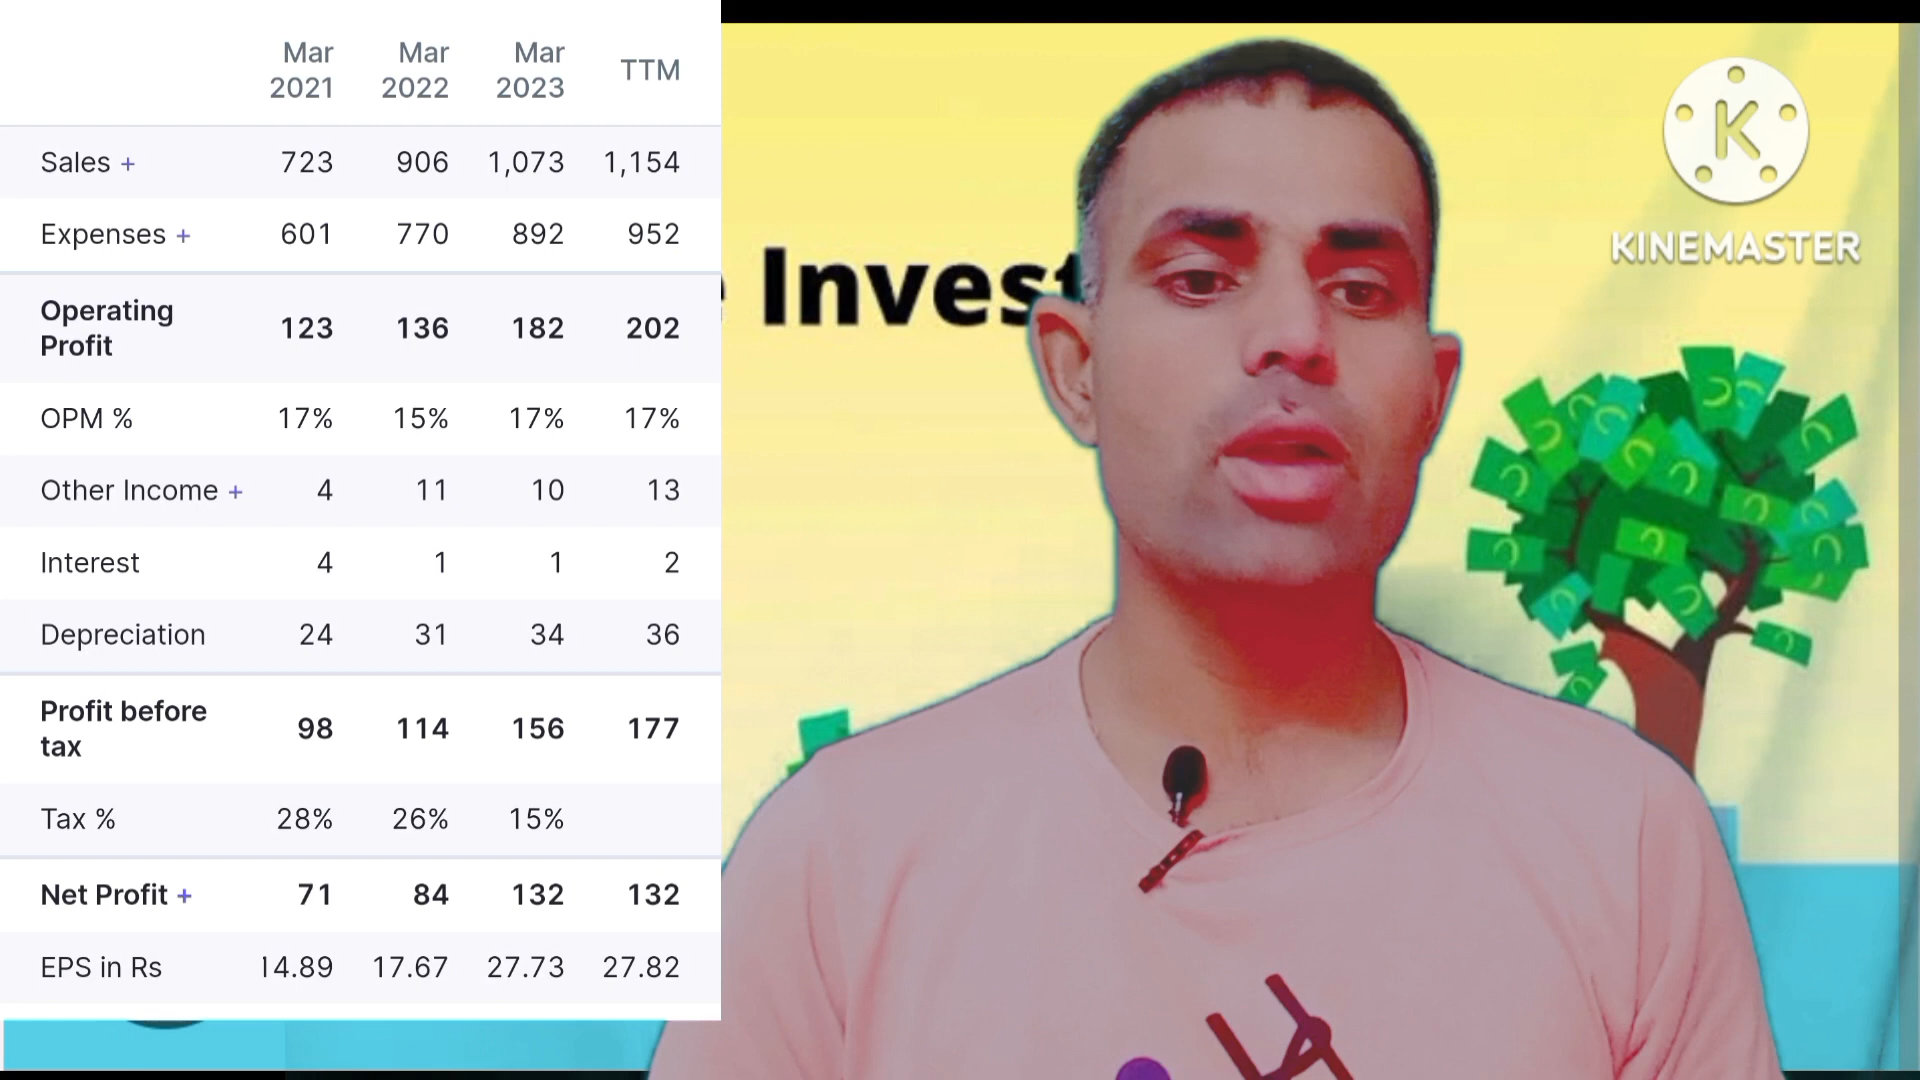 Mar 2021 Mar 2022 Mar 2023 TTM
Sales + 723 906 1,073 1,154
Expenses + 601 770 892 952
Operating Profit 123 136 182 202
OPM % 17% 15% 17% 17%
Other Income + 4 11 10 13
Interest 4 1 1 2
Depreciation 24 31 34 36
Profit before tax 98 114 156 177
Tax % 28% 26% 15%
Net Profit + 71 84 132 132
EPS in Rs 14.89 17.67 27.73 27.82
Invest
K
KINEMASTER